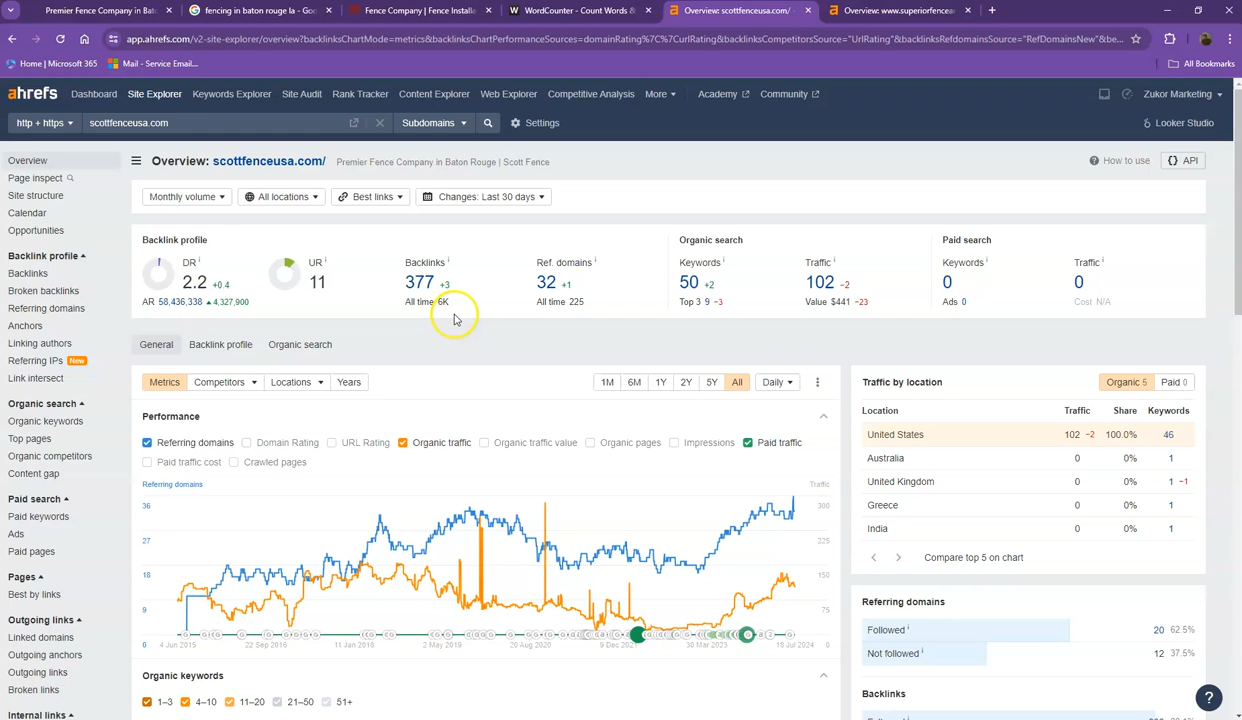 Premier Fence Company in Bato
fencing in baton rouge la - Goo
Fence Company | Fence Installa
WordCounter - Count Words &
Overview: scottfenceusa.com/
Overview: www.superiorfencea
app.ahrefs.com/v2-site-explorer/overview?backlinksChartMode=metrics&backlinksChartPerformanceSources=domainRating%7C%7CurlRating&backlinksCompetitorsSource="UrlRating"&backlinksRefdomainsSource="RefDomainsNew"&be...
Home | Microsoft 365
Mail - Service Email...
All Bookmarks
ahrefs
Dashboard
Site Explorer
Keywords Explorer
Site Audit
Rank Tracker
Content Explorer
Web Explorer
Competitive Analysis
More
Academy
Community
Zukor Marketing
http + https
scottfenceusa.com
Subdomains
Settings
Looker Studio
Overview
Page inspect
Site structure
Calendar
Opportunities
Backlink profile
Backlinks
Broken backlinks
Referring domains
Anchors
Linking authors
Referring IPs New
Link intersect
Organic search
Organic keywords
Top pages
Organic competitors
Content gap
Paid search
Paid keywords
Ads
Paid pages
Pages
Best by links
Outgoing links
Linked domains
Outgoing anchors
Outgoing links
Broken links
Internal links
Overview: scottfenceusa.com/
Premier Fence Company in Baton Rouge | Scott Fence
How to use
{} API
Monthly volume
All locations
Best links
Changes: Last 30 days
Backlink profile
DR
2.2 +0.4
AR 58,436,338 4,327,900
UR
11
Backlinks
377 +3
All time 6K
Ref. domains
32 +1
All time 225
Organic search
Keywords
50 +2
Top 3 9 −3
Traffic
102 −2
Value $441 −23
Paid search
Keywords
0
Ads 0
Traffic
0
Cost N/A
General
Backlink profile
Organic search
Metrics
Competitors
Locations
Years
1M
6M
1Y
2Y
5Y
All
Daily
Performance
Referring domains
Domain Rating
URL Rating
Organic traffic
Organic traffic value
Organic pages
Impressions
Paid traffic
Paid traffic cost
Crawled pages
Referring domains
Traffic
36
300
27
225
18
150
9
75
0
0
4 Jun 2015
22 Sep 2016
11 Jan 2018
2 May 2019
20 Aug 2020
9 Dec 2021
30 Mar 2023
18 Jul 2024
Organic keywords
1–3
4–10
11–20
21–50
51+
Traffic by location
Organic 5
Paid 0
Location
Traffic
Share
Keywords
United States 102 −2 100.0% 46
Australia 0 0% 1
United Kingdom 0 0% 1 −1
Greece 0 0% 1
India 0 0% 1
Compare top 5 on chart
Referring domains
Followed 20 62.5%
Not followed 12 37.5%
Backlinks
?